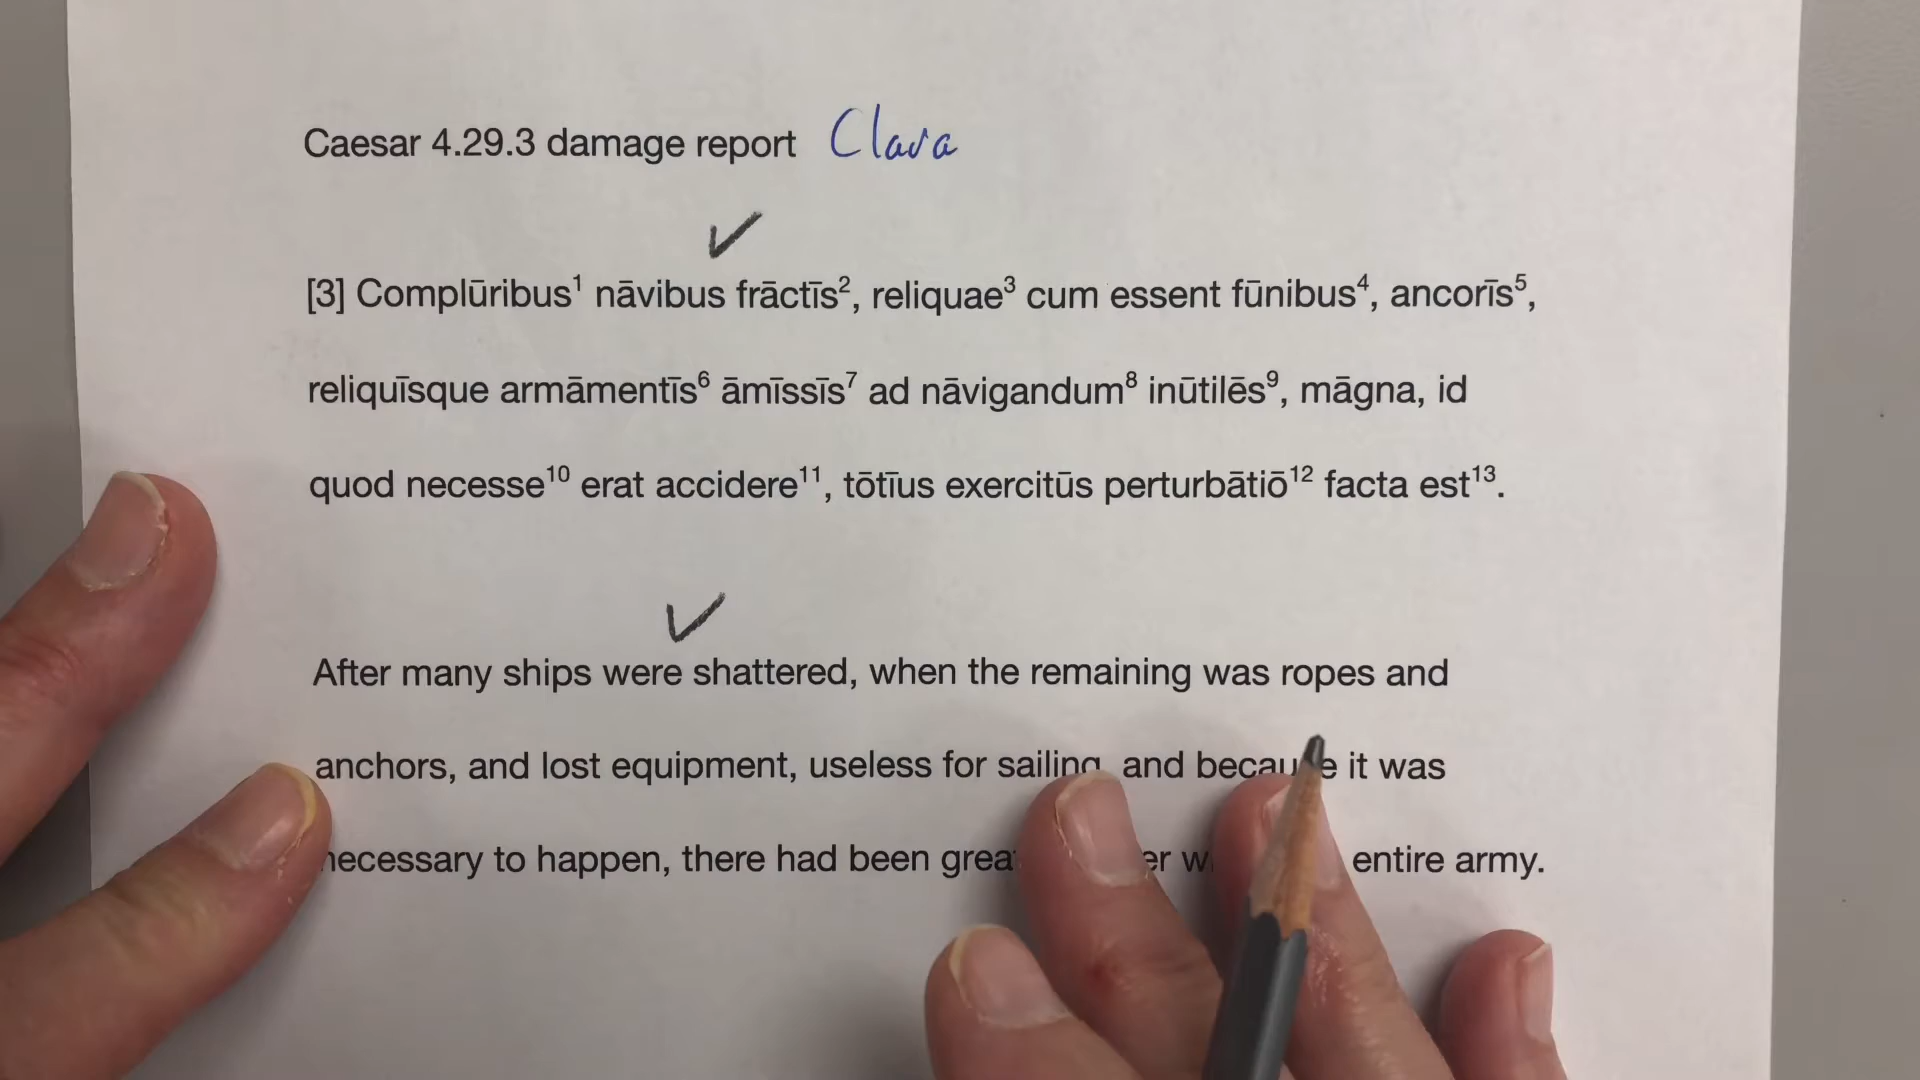 Caesar 4.29.3 damage report Clara
[3] Complūribus¹ nāvibus frāctīs², reliquae³ cum essent fūnibus⁴, ancorīs⁵,
reliquīsque armāmentīs⁶ āmīssīs⁷ ad nāvigandum⁸ inūtilēs⁹, māgna, id
quod necesse¹⁰ erat accidere¹¹, tōtīus exercitūs perturbātiō¹² facta est¹³.
After many ships were shattered, when the remaining was ropes and
anchors, and lost equipment, useless for sailing, and because it was
necessary to happen, there had been entire army.